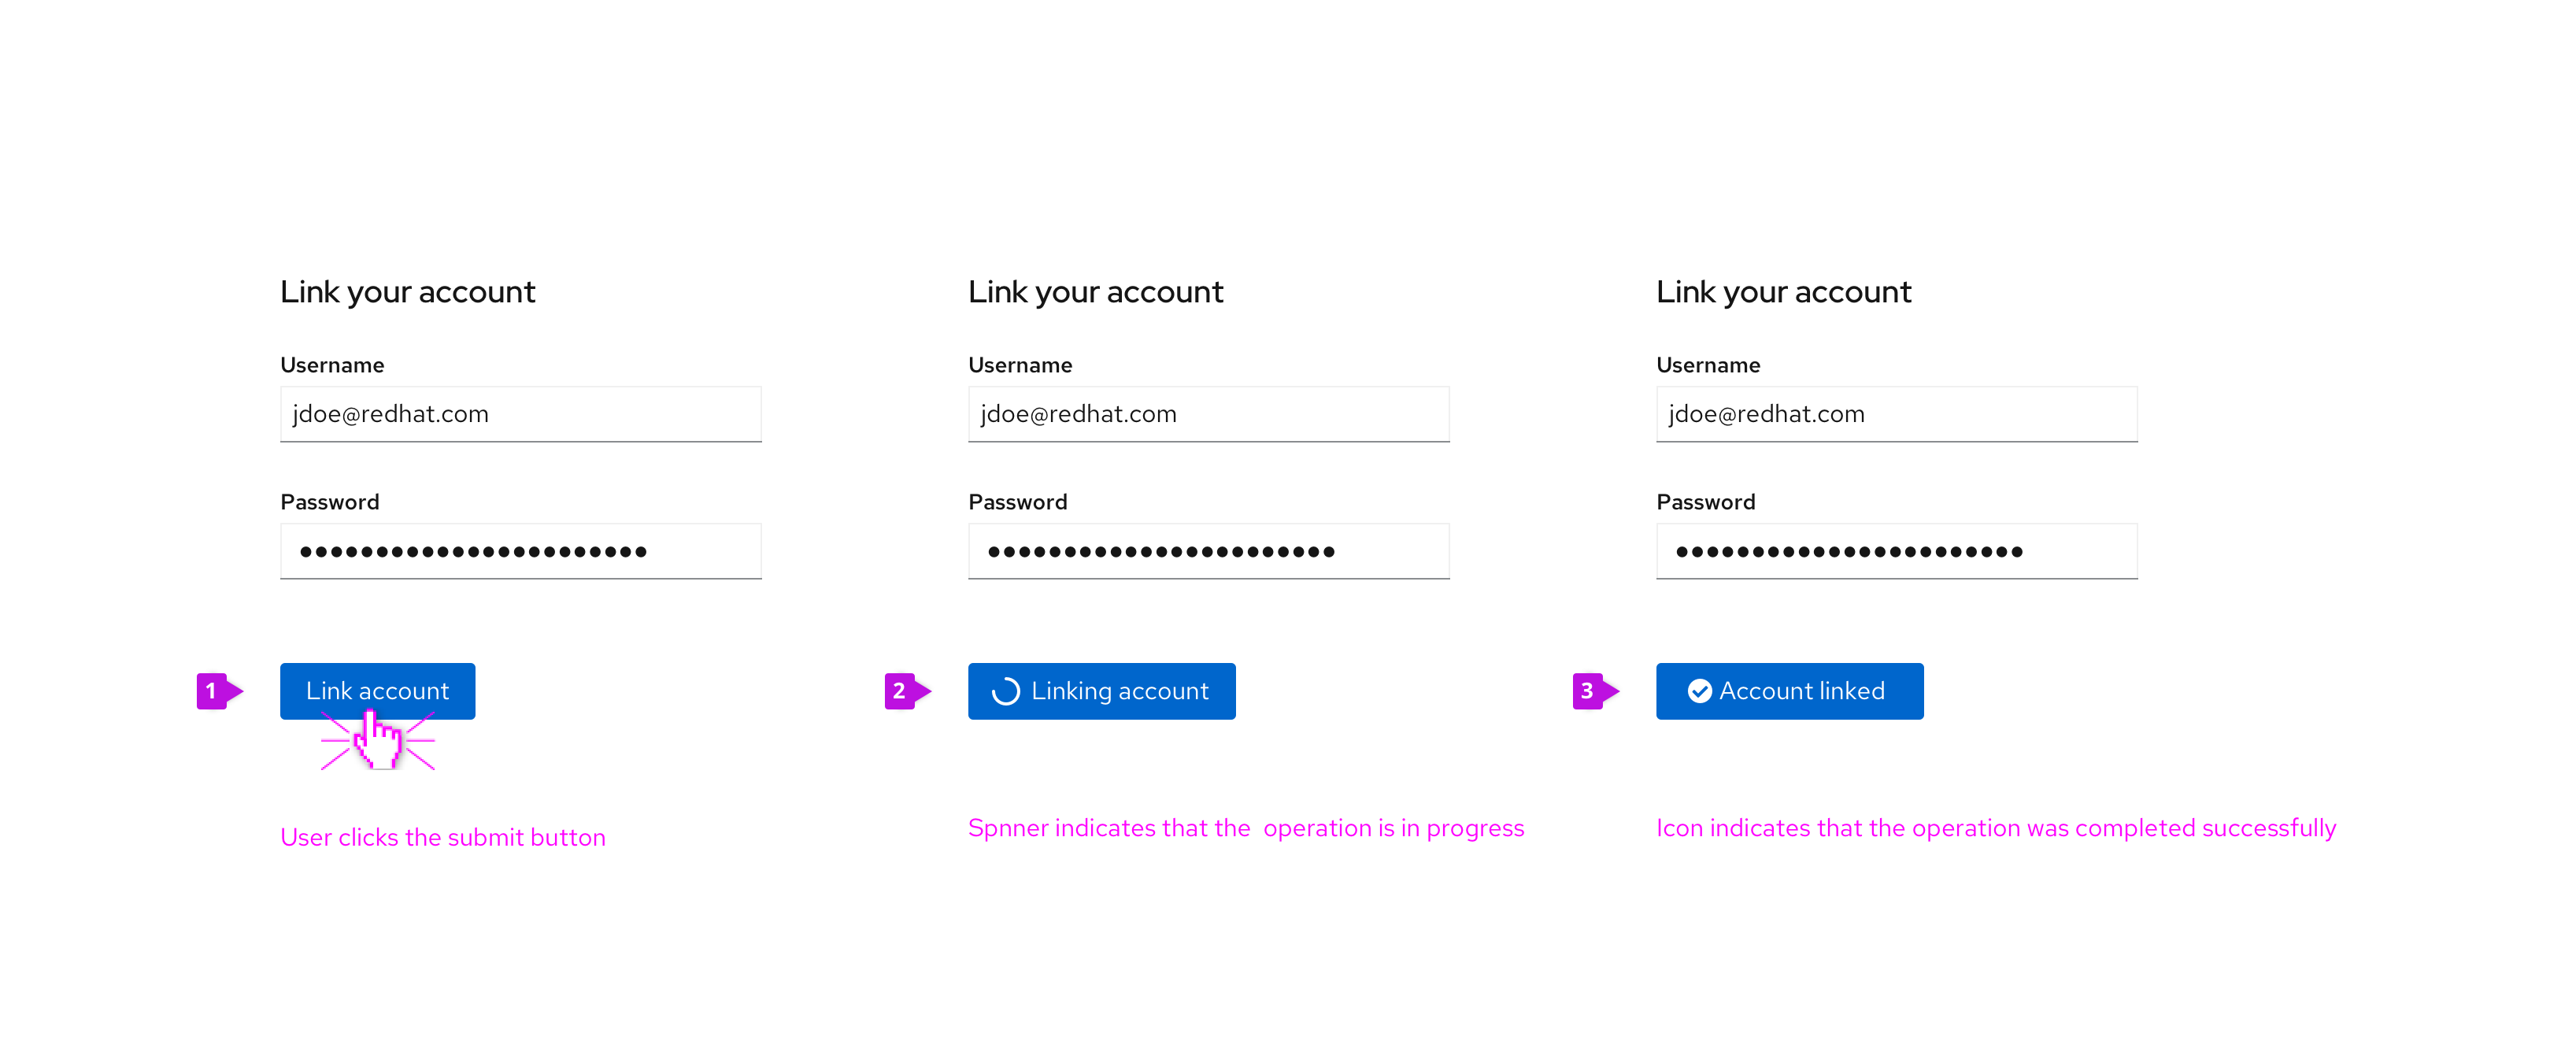 Link your account
Username
jdoe@redhat.com
Password
●●●●●●●●●●●●●●●●●●●●●●●
1
Link account
User clicks the submit button
Link your account
Username
jdoe@redhat.com
Password
●●●●●●●●●●●●●●●●●●●●●●●
2
Linking account
Spnner indicates that the  operation is in progress
Link your account
Username
jdoe@redhat.com
Password
●●●●●●●●●●●●●●●●●●●●●●●
3
Account linked
Icon indicates that the operation was completed successfully